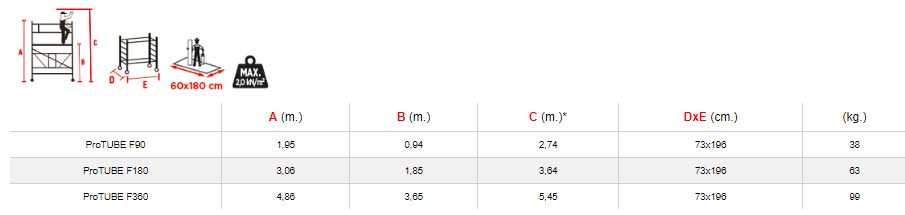 A
B
C
D
E
60x180 cm
MAX.
2,0 kN/m²
A (m.) B (m.) C (m.)* DxE (cm.) (kg.)
ProTUBE F90 1,95 0,94 2,74 73x196 38
ProTUBE F180 3,06 1,85 3,64 73x196 63
ProTUBE F360 4,86 3,65 5,45 73x196 99